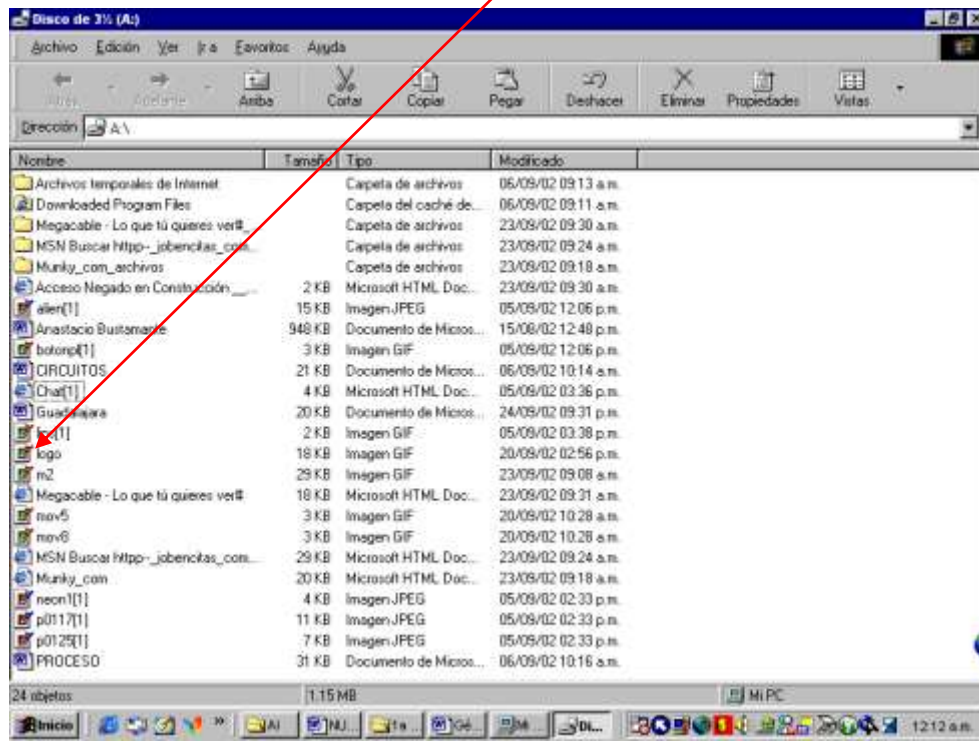 Disco de 3½ (A:)
Archivo Edición Ver Ir a Favoritos Ayuda
Atrás Adelante Arriba Cortar Copiar Pegar Deshacer Eliminar Propiedades Vistas
Dirección A:\
Nombre Tamaño Tipo Modificado
Archivos temporales de Internet Carpeta de archivos 06/09/02 09:13 a.m.
Downloaded Program Files Carpeta del caché de... 06/09/02 09:11 a.m.
Megacable - Lo que tú quieres ver#_ Carpeta de archivos 23/09/02 09:30 a.m.
MSN Buscar httpp--_jobencitas_com... Carpeta de archivos 23/09/02 09:24 a.m.
Munky_com_archivos Carpeta de archivos 23/09/02 09:18 a.m.
Acceso Negado en Construcción __... 2 KB Microsoft HTML Doc... 23/09/02 09:30 a.m.
alien[1] 15 KB Imagen JPEG 05/09/02 12:06 p.m.
Anastacio Bustamante 948 KB Documento de Micros... 15/08/02 12:48 p.m.
botonpl[1] 3 KB Imagen GIF 05/09/02 12:06 p.m.
CIRCUITOS 21 KB Documento de Micros... 06/09/02 10:14 a.m.
Chat[1] 4 KB Microsoft HTML Doc... 05/09/02 03:36 p.m.
Guadalajara 20 KB Documento de Micros... 24/09/02 09:31 p.m.
2 KB Imagen GIF 05/09/02 03:38 p.m.
logo 18 KB Imagen GIF 20/09/02 02:56 p.m.
m2 29 KB Imagen GIF 23/09/02 09:08 a.m.
Megacable - Lo que tú quieres ver# 18 KB Microsoft HTML Doc... 23/09/02 09:31 a.m.
mov5 3 KB Imagen GIF 20/09/02 10:28 a.m.
mov8 3 KB Imagen GIF 20/09/02 10:28 a.m.
MSN Buscar httpp--_jobencitas_com... 29 KB Microsoft HTML Doc... 23/09/02 09:24 a.m.
Munky_com 20 KB Microsoft HTML Doc... 23/09/02 09:18 a.m.
neon1[1] 4 KB Imagen JPEG 05/09/02 02:33 p.m.
p0117[1] 11 KB Imagen JPEG 05/09/02 02:33 p.m.
p0125[1] 7 KB Imagen JPEG 05/09/02 02:33 p.m.
PROCESO 31 KB Documento de Micros... 06/09/02 10:16 a.m.
24 objetos 1.15 MB Mi PC
Inicio » AI NU... 1a ... Gé... Mi ... Di... 12:12 a.m.